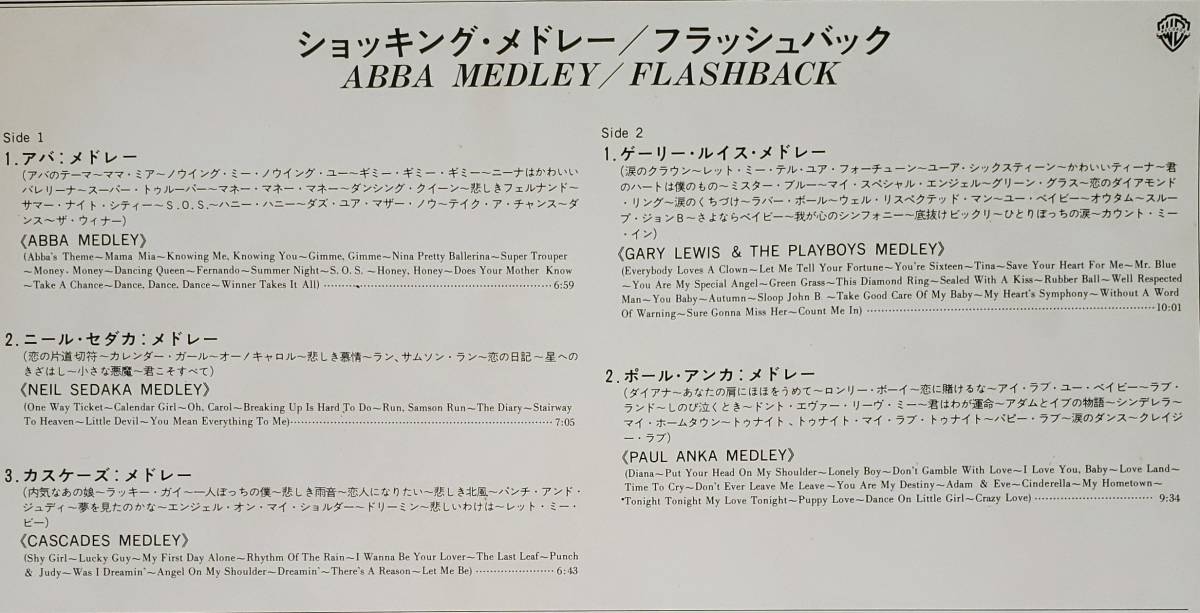 ショッキング・メドレー／フラッシュバック
ABBA MEDLEY/FLASHBACK
Side 1
1.アバ：メドレー
(アバのテーマ〜ママ・ミア〜ノウイング・ミー・ノウイング・ユー〜ギミー・ギミー・ギミー〜ニーナはかわいい
バレリーナ〜スーパー・トゥルーパー〜マネー・マネー・マネー〜ダンシング・クイーン〜悲しきフェルナンド〜
サマー・ナイト・シティー〜S.O.S.〜ハニー・ハニー〜ダズ・ユア・マザー・ノウ〜テイク・ア・チャンス〜ダ
ンス〜ザ・ウィナー)
《ABBA MEDLEY》
(Abba's Theme〜Mama Mia〜Knowing Me, Knowing You〜Gimme, Gimme〜Nina Pretty Ballerina〜Super Trouper
〜Money, Money〜Dancing Queen〜Fernando〜Summer Night〜S. O. S.〜Honey, Honey〜Does Your Mother Know
〜Take A Chance〜Dance, Dance, Dance〜Winner Takes It All)……6:59
2.ニール・セダカ：メドレー
(恋の片道切符〜カレンダー・ガール〜オー/キャロル〜悲しき慕情〜ラン、サムソン・ラン〜恋の日記〜星への
きざはし〜小さな悪魔〜君こそすべて)
《NEIL SEDAKA MEDLEY》
(One Way Ticket〜Calendar Girl〜Oh, Carol〜Breaking Up Is Hard To Do〜Run, Samson Run〜The Diary〜Stairway
To Heaven〜Little Devil〜You Mean Everything To Me)……7:05
3.カスケーズ：メドレー
(内気なあの娘〜ラッキー・ガイ〜一人ぼっちの僕〜悲しき雨音〜恋人になりたい〜悲しき北風〜パンチ・アンド・
ジュディ〜夢を見たのかな〜エンジェル・オン・マイ・ショルダー〜ドリーミン〜悲しいわけは〜レット・ミー・
ビー)
《CASCADES MEDLEY》
(Shy Girl〜Lucky Guy〜My First Day Alone〜Rhythm Of The Rain〜I Wanna Be Your Lover〜The Last Leaf〜Punch
& Judy〜Was I Dreamin'〜Angel On My Shoulder〜Dreamin'〜There's A Reason〜Let Me Be)……6:43
Side 2
1.ゲーリー・ルイス・メドレー
(涙のクラウン〜レット・ミー・テル・ユア・フォーチューン〜ユーア・シックスティーン〜かわいいティーナ〜君
のハートは僕のもの〜ミスター・ブルー〜マイ・スペシャル・エンジェル〜グリーン・グラス〜恋のダイアモンド
・リング〜涙のくちづけ〜ラバー・ボール〜ウェル・リスペクテッド・マン〜ユー・ベイビー〜オウタム〜スルー
プ・ジョンB〜さよならベイビー〜我が心のシンフォニー〜底抜けビックリ〜ひとりぼっちの涙〜カウント・ミー
・イン)
《GARY LEWIS & THE PLAYBOYS MEDLEY》
(Everybody Loves A Clown〜Let Me Tell Your Fortune〜You're Sixteen〜Tina〜Save Your Heart For Me〜Mr. Blue
〜You Are My Special Angel〜Green Grass〜This Diamond Ring〜Sealed With A Kiss〜Rubber Ball〜Well Respected
Man〜You Baby〜Autumn〜Sloop John B. 〜Take Good Care Of My Baby〜My Heart's Symphony〜Without A Word
Of Warning〜Sure Gonna Miss Her〜Count Me In)……10:01
2.ポール・アンカ：メドレー
(ダイアナ〜あなたの肩にほほをうめて〜ロンリー・ボーイ〜恋に賭けるな〜アイ・ラブ・ユー・ベイビー〜ラブ・
ランド〜しのび泣くとき〜ドント・エヴァー・リーヴ・ミー〜君はわが運命〜アダムとイブの物語〜シンデレラ〜
マイ・ホームタウン〜トゥナイト、トゥナイト・マイ・ラブ・トゥナイト〜パピー・ラブ〜涙のダンス〜クレイジ
ー・ラブ)
《PAUL ANKA MEDLEY》
(Diana〜Put Your Head On My Shoulder〜Lonely Boy〜Don't Gamble With Love〜I Love You, Baby〜Love Land〜
Time To Cry〜Don't Ever Leave Me Leave〜You Are My Destiny〜Adam & Eve〜Cinderella〜My Hometown〜
Tonight Tonight My Love Tonight〜Puppy Love〜Dance On Little Girl〜Crazy Love)……9:34